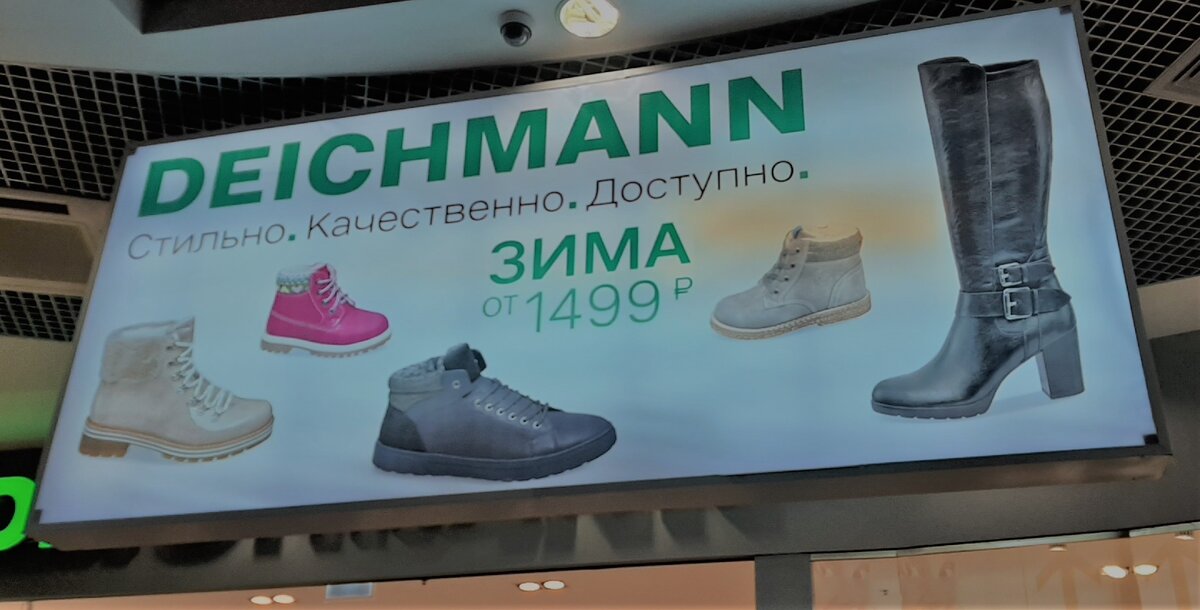 DEICHMANN
Стильно. Качественно. Доступно.
ЗИМА
от 1499 ₽